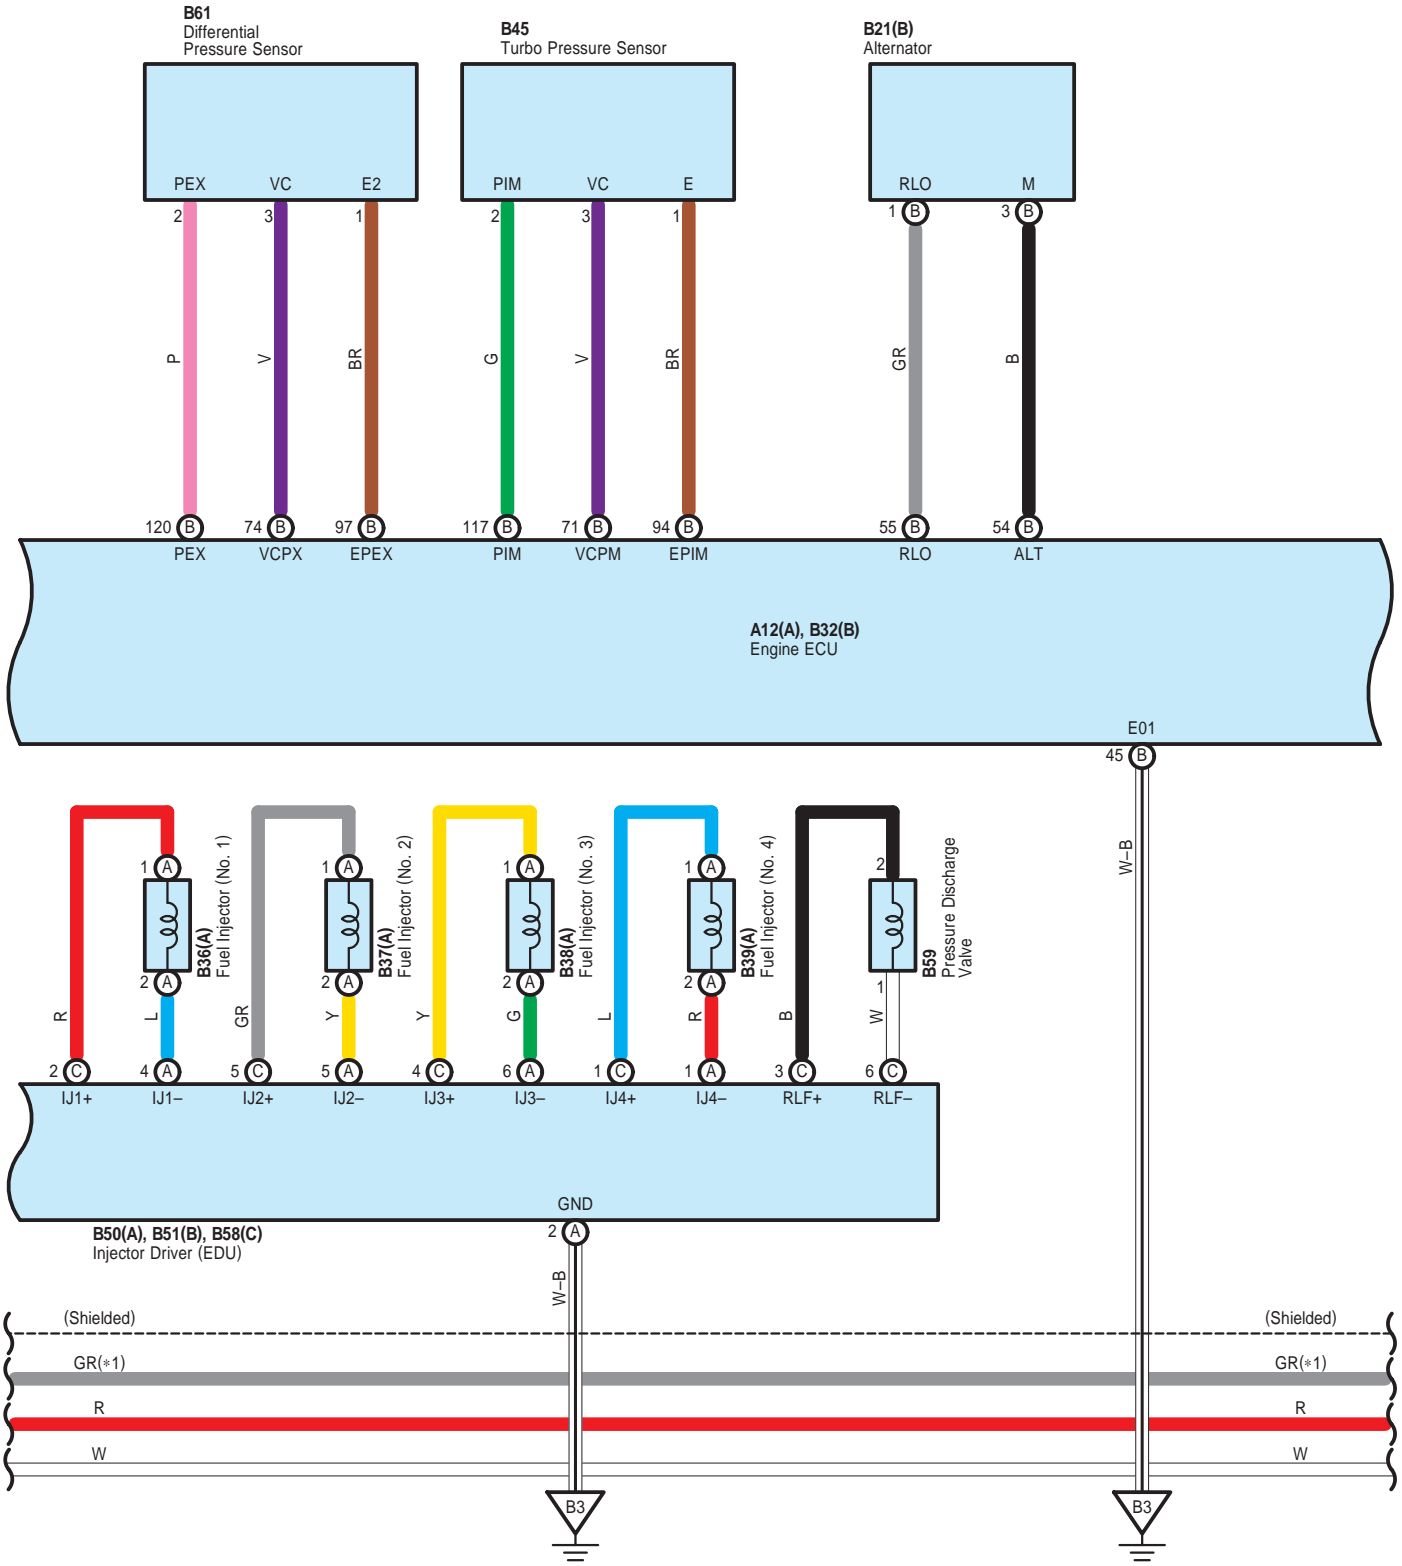 B61
Differential
Pressure Sensor
B45
Turbo Pressure Sensor
B21(B)
Alternator
PEX VC E2
PIM VC E
RLO M
2 3 1
2 3 1
1 B 3 B
P V BR
G V BR
GR B
120 B 74 B 97 B
117 B 71 B 94 B
55 B 54 B
PEX VCPX EPEX
PIM VCPM EPIM
RLO ALT
A12(A), B32(B)
Engine ECU
E01
45 B
W–B
1 A 1 A 1 A 1 A 2
B36(A)
Fuel Injector (No. 1)
B37(A)
Fuel Injector (No. 2)
B38(A)
Fuel Injector (No. 3)
B39(A)
Fuel Injector (No. 4)
B59
Pressure Discharge
Valve
2 A 2 A 2 A 2 A 1
R L GR Y Y G L R B W
2 C 4 A 5 C 5 A 4 C 6 A 1 C 1 A 3 C 6 C
IJ1+ IJ1– IJ2+ IJ2– IJ3+ IJ3– IJ4+ IJ4– RLF+ RLF–
GND
2 A
B50(A), B51(B), B58(C)
Injector Driver (EDU)
W–B
(Shielded) (Shielded)
GR(*1) GR(*1)
R R
W W
B3 B3